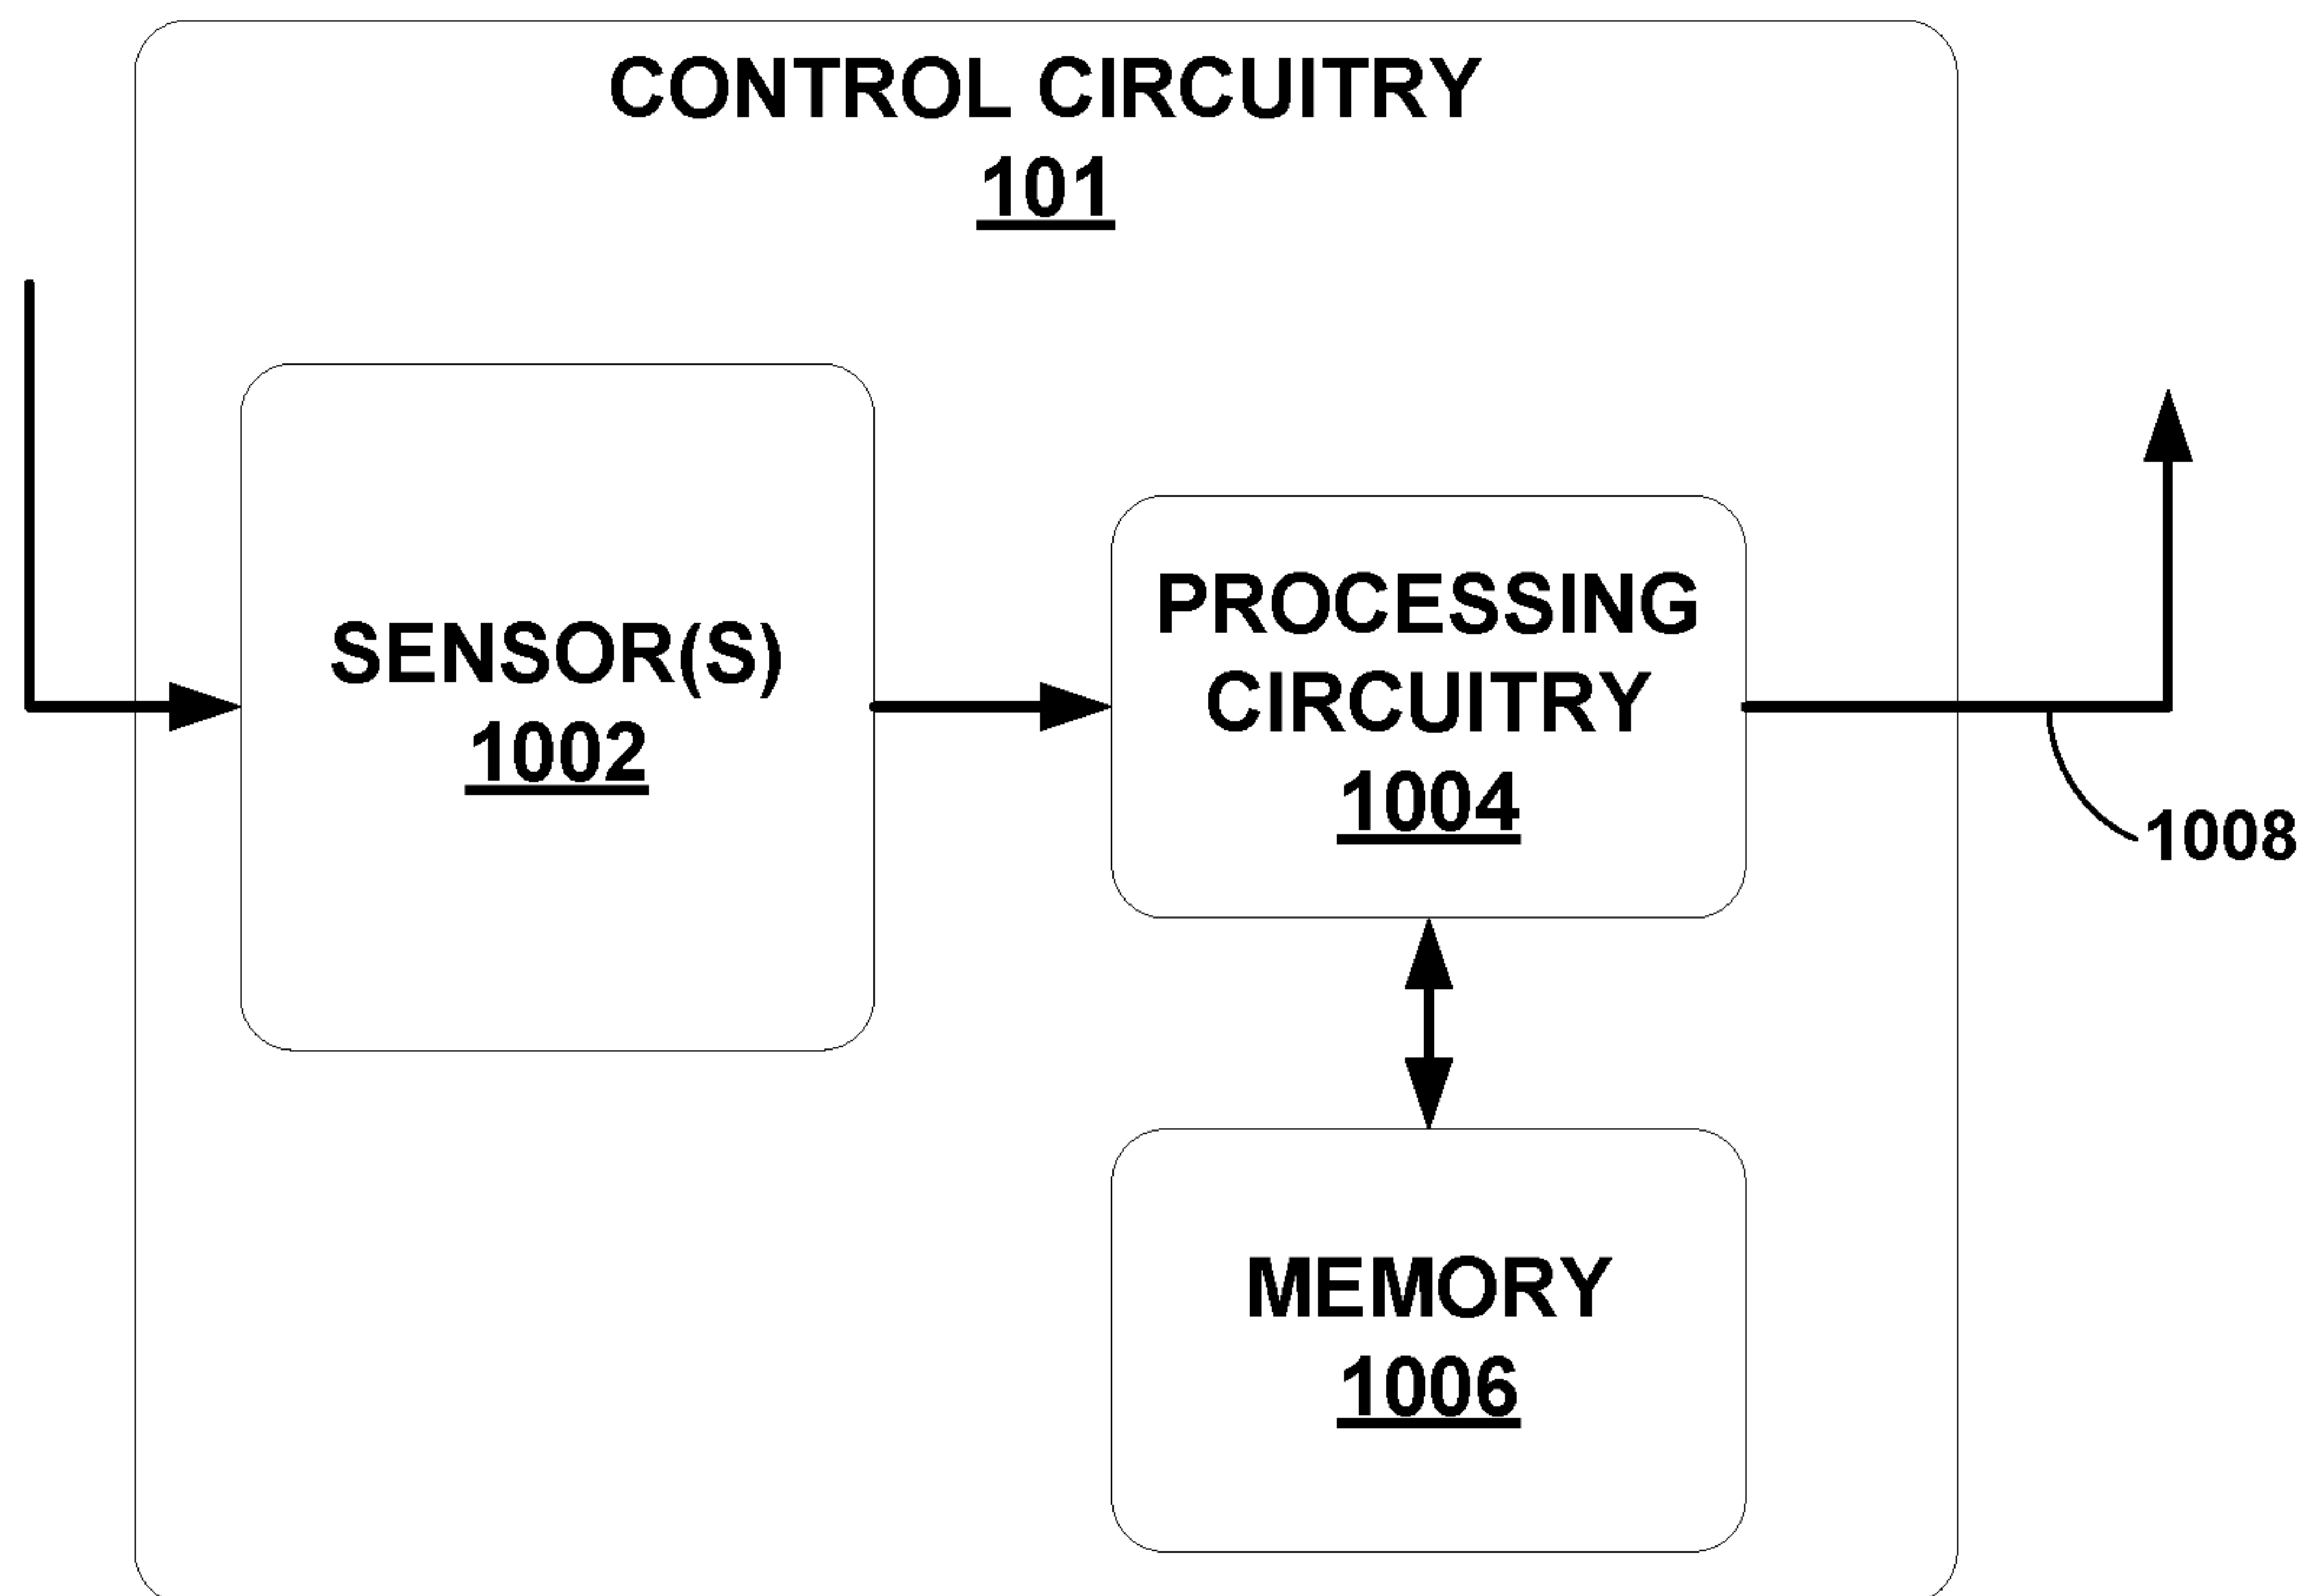 CONTROL CIRCUITRY
101
SENSOR(S)
1002
PROCESSING
CIRCUITRY
1004
1008
MEMORY
1006